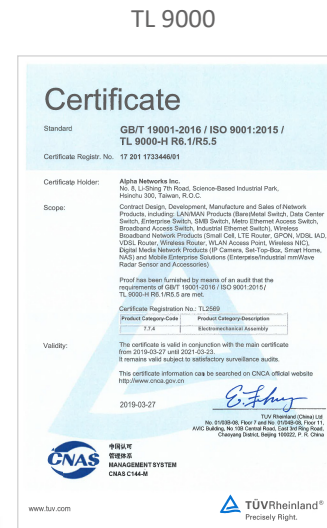 TL 9000
Certificate
Standard
GB/T 19001-2016 / ISO 9001:2015 /
TL 9000-H R6.1/R5.5
Certificate Registr. No.
17 201 1733446/01
Certificate Holder:
Alpha Networks Inc.
No. 8, Li-Shing 7th Road, Science-Based Industrial Park,
Hsinchu 300, Taiwan, R.O.C.
Scope:
Contract Design, Development, Manufacture and Sales of Network
Products, including: LAN/MAN Products (Bare)Metal Switch, Data Center
Switch, Enterprise Switch, SMB Switch, Metro Ethernet Access Switch,
Broadband Access Switch, Industrial Ethernet Switch), Wireless
Broadband Network Products (Small Cell, LTE Router, GPON, VDSL IAD,
VDSL Router, Wireless Router, WLAN Access Point, Wireless NIC),
Digital Media Network Products (IP Camera, Set-Top-Box, Smart Home,
NAS) and Mobile Enterprise Solutions (Enterprise/Industrial mmWave
Radar Sensor and Accessories)
Proof has been furnished by means of an audit that the
requirements of GB/T 19001-2016 / ISO 9001:2015/
TL 9000-H R6.1/R5.5 are met.
Certificate Registration No.: TL2569
Product Category-Code
Product Category-Description
7.7.4
Electromechanical Assembly
Validity:
The certificate is valid in conjunction with the main certificate
from 2019-03-27 until 2021-03-23.
It remains valid subject to satisfactory surveillance audits.
This certificate information can be searched on CNCA official website
http://www.cnca.gov.cn
2019-03-27
TÜV Rheinland (China) Ltd.
No. 01/03B-08, Floor 7 and No. 01/04B-08, Floor 11,
AVIC Building, No.10B Central Road, East 3rd Ring Road,
Chaoyang District, Beijing 100022, P. R. China
CNAS
中国认可
管理体系
MANAGEMENT SYSTEM
CNAS C144-M
www.tuv.com
TÜVRheinland®
Precisely Right.